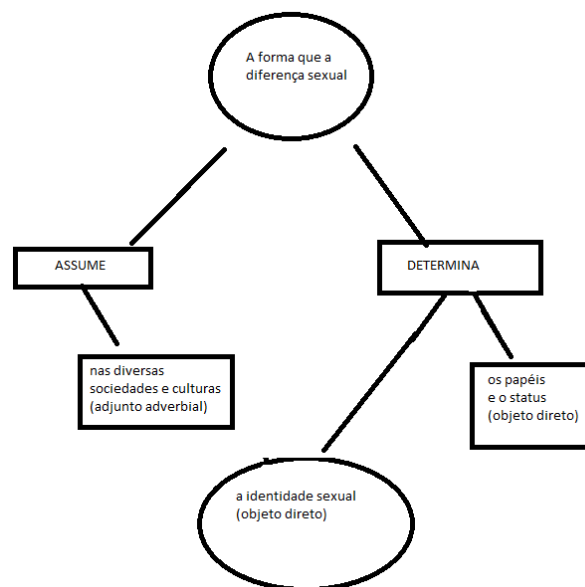 A forma que a
diferença sexual
ASSUME
DETERMINA
nas diversas
sociedades e culturas
(adjunto adverbial)
os papéis
e o status
(objeto direto)
a identidade sexual
(objeto direto)